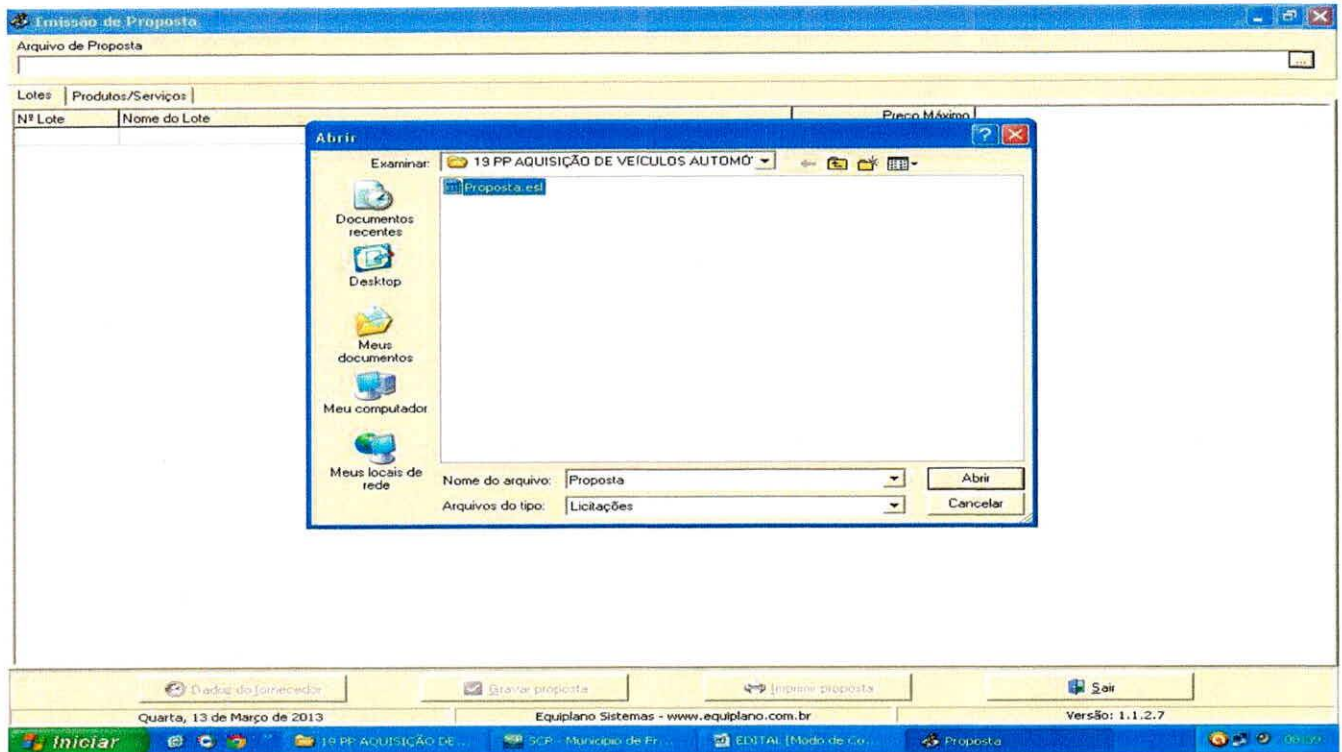 Emissão de Proposta
Arquivo de Proposta
...
Lotes Produtos/Serviços
Nº Lote Nome do Lote Preço Máximo
Abrir
Examinar: 19 PP AQUISIÇÃO DE VEÍCULOS AUTOMÓ
Proposta.esl
Documentos recentes
Desktop
Meus documentos
Meu computador
Meus locais de rede
Nome do arquivo: Proposta Abrir
Arquivos do tipo: Licitações Cancelar
Dados do fornecedor Gravar proposta Imprimir proposta Sair
Quarta, 13 de Março de 2013 Equiplano Sistemas - www.equiplano.com.br Versão: 1.1.2.7
Iniciar 19 PP AQUISIÇÃO DE ... SCP - Município de Fr... EDITAL [Modo de Co... Proposta